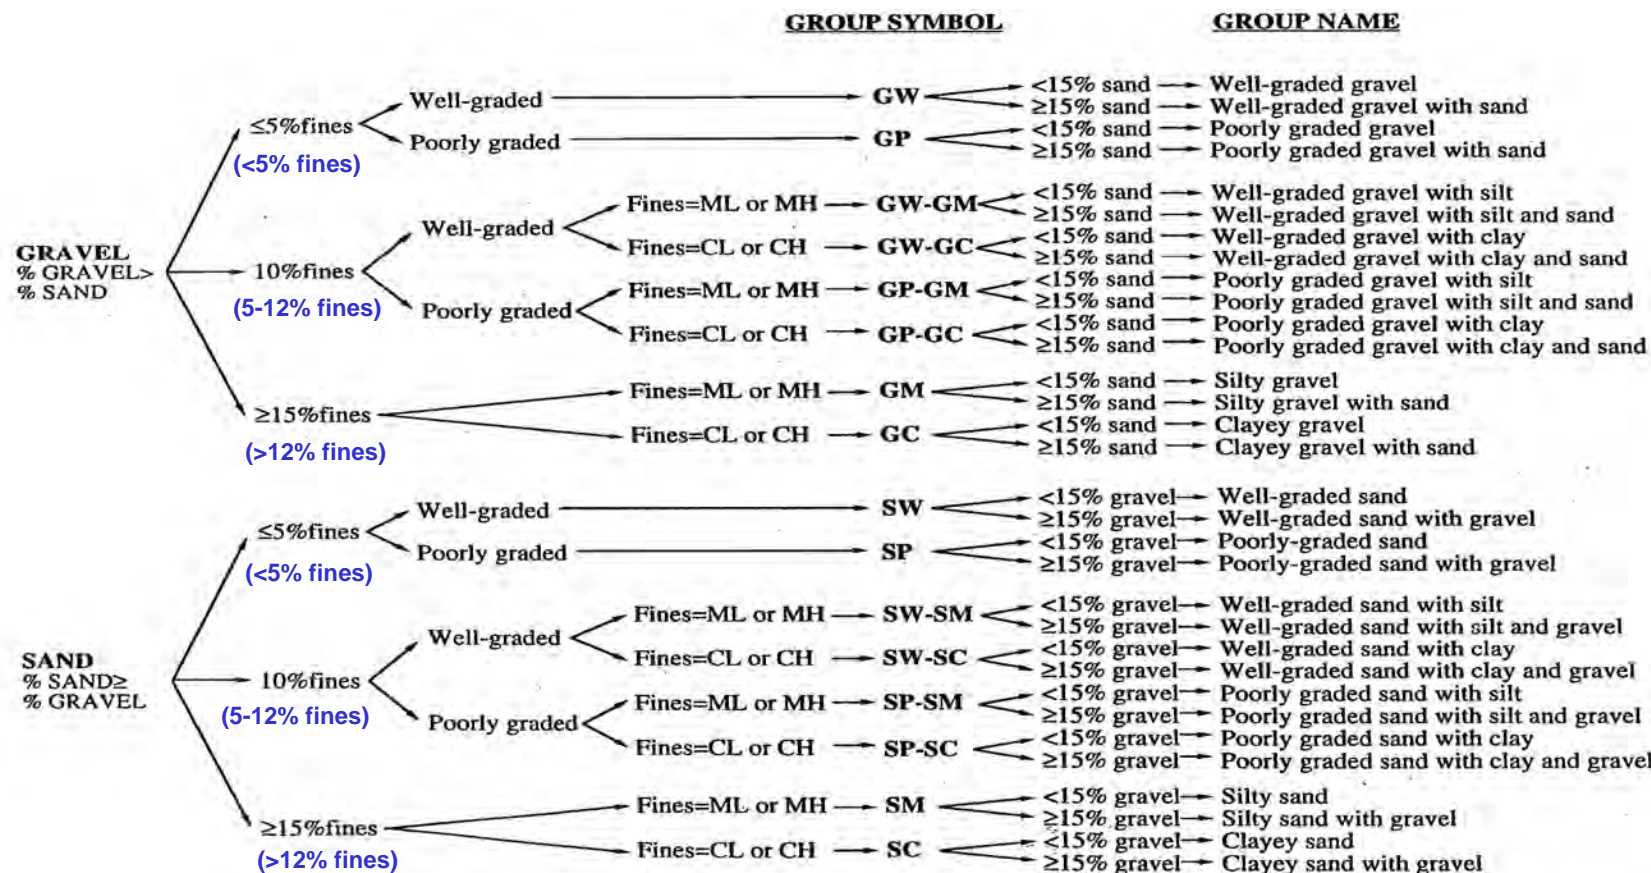 GROUP SYMBOL GROUP NAME
<15% sand Well-graded gravel
Well-graded GW
≥15% sand Well-graded gravel with sand
≤5%fines
<15% sand Poorly graded gravel
Poorly graded GP
≥15% sand Poorly graded gravel with sand
(<5% fines)
<15% sand Well-graded gravel with silt
Fines=ML or MH GW-GM
≥15% sand Well-graded gravel with silt and sand
Well-graded
<15% sand Well-graded gravel with clay
Fines=CL or CH GW-GC
≥15% sand Well-graded gravel with clay and sand
GRAVEL
% GRAVEL> 10%fines
% SAND
<15% sand Poorly graded gravel with silt
Fines=ML or MH GP-GM
≥15% sand Poorly graded gravel with silt and sand
(5-12% fines) Poorly graded
<15% sand Poorly graded gravel with clay
Fines=CL or CH GP-GC
≥15% sand Poorly graded gravel with clay and sand
<15% sand Silty gravel
Fines=ML or MH GM
≥15% sand Silty gravel with sand
≥15%fines
<15% sand Clayey gravel
Fines=CL or CH GC
≥15% sand Clayey gravel with sand
(>12% fines)
<15% gravel Well-graded sand
Well-graded SW
≥15% gravel Well-graded sand with gravel
≤5%fines
<15% gravel Poorly-graded sand
Poorly graded SP
≥15% gravel Poorly-graded sand with gravel
(<5% fines)
<15% gravel Well-graded sand with silt
Fines=ML or MH SW-SM
≥15% gravel Well-graded sand with silt and gravel
Well-graded
<15% gravel Well-graded sand with clay
Fines=CL or CH SW-SC
≥15% gravel Well-graded sand with clay and gravel
SAND
% SAND≥ 10%fines
% GRAVEL
<15% gravel Poorly graded sand with silt
Fines=ML or MH SP-SM
≥15% gravel Poorly graded sand with silt and gravel
(5-12% fines) Poorly graded
<15% gravel Poorly graded sand with clay
Fines=CL or CH SP-SC
≥15% gravel Poorly graded sand with clay and gravel
<15% gravel Silty sand
Fines=ML or MH SM
≥15% gravel Silty sand with gravel
≥15%fines
<15% gravel Clayey sand
Fines=CL or CH SC
≥15% gravel Clayey sand with gravel
(>12% fines)